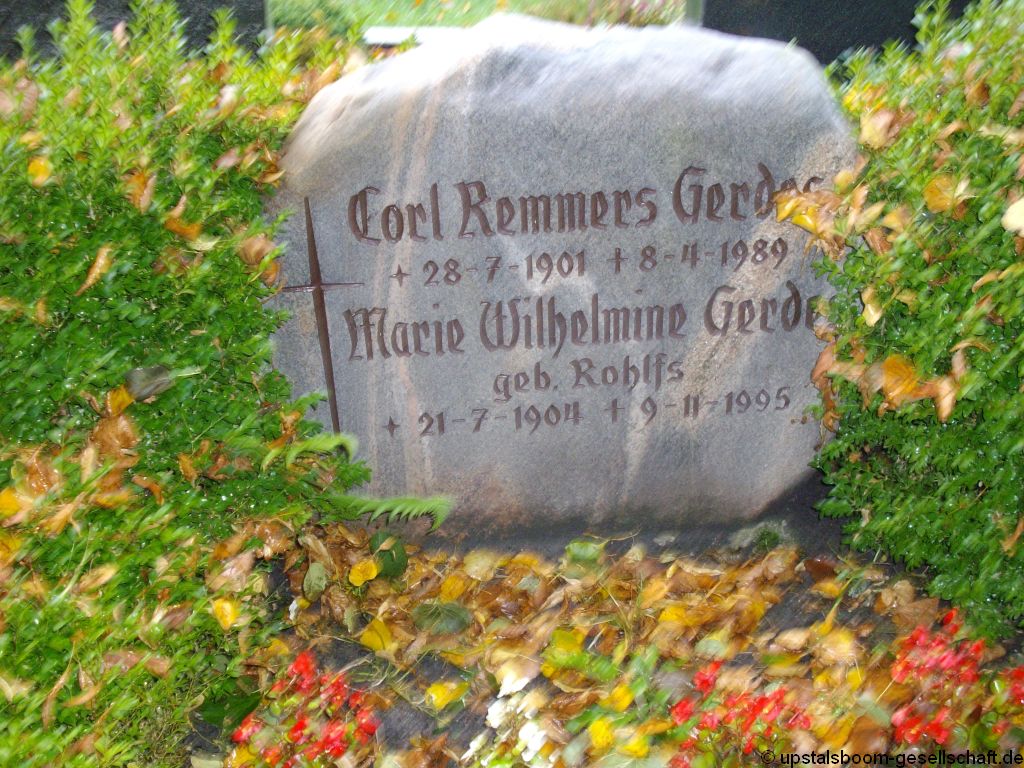 Carl Remmers Gerdes
28-7-1901 † 8-4-1989
Marie Wilhelmine Gerdes
geb. Rohlfs
21-7-1904 † 9-11-1995
© upstalsboom-gesellschaft.de